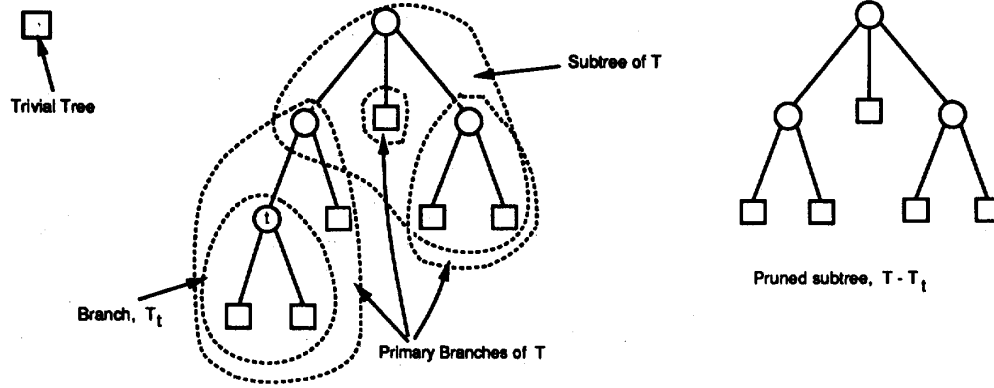 Subtree of T
Trivial Tree
t
Branch, Tt
Primary Branches of T
Pruned subtree, T - Tt